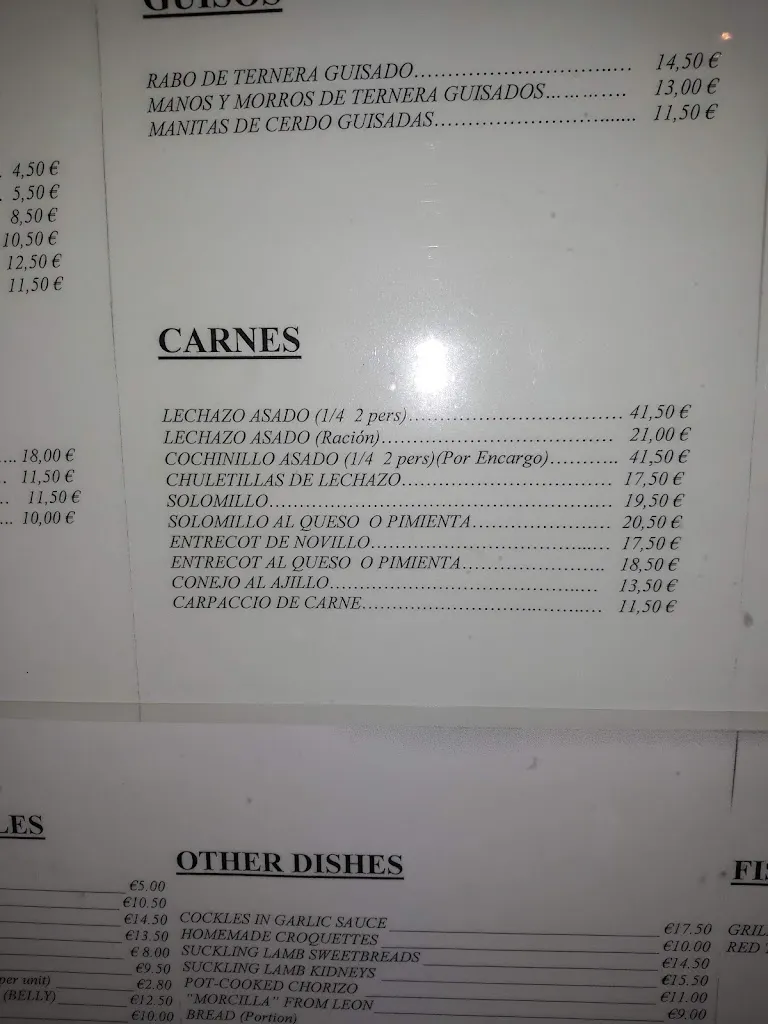 GUISOS
RABO DE TERNERA GUISADO.............................. 14,50 €
MANOS Y MORROS DE TERNERA GUISADOS............ 13,00 €
MANITAS DE CERDO GUISADAS.............................. 11,50 €
4,50 €
5,50 €
8,50 €
10,50 €
12,50 €
11,50 €
CARNES
LECHAZO ASADO (1/4 2 pers)................................ 41,50 €
LECHAZO ASADO (Ración)................................... 21,00 €
COCHINILLO ASADO (1/4 2 pers)(Por Encargo).......... 41,50 €
CHULETILLAS DE LECHAZO................................. 17,50 €
SOLOMILLO...................................................... 19,50 €
SOLOMILLO AL QUESO O PIMIENTA...................... 20,50 €
ENTRECOT DE NOVILLO..................................... 17,50 €
ENTRECOT AL QUESO O PIMIENTA...................... 18,50 €
CONEJO AL AJILLO.......................................... 13,50 €
CARPACCIO DE CARNE...................................... 11,50 €
.... 18,00 €
.. 11,50 €
.. 11,50 €
... 10,00 €
LES
€5.00
€10.50
€14.50
€13.50
€ 8.00
€9.50
per unit) €2.80
(BELLY) €12.50
€10.00
OTHER DISHES
COCKLES IN GARLIC SAUCE €17.50
HOMEMADE CROQUETTES €10.00
SUCKLING LAMB SWEETBREADS €14.50
SUCKLING LAMB KIDNEYS €15.50
POT-COOKED CHORIZO €11.00
"MORCILLA" FROM LEON €9.00
BREAD (Portion)
FIS
GRIL
RED